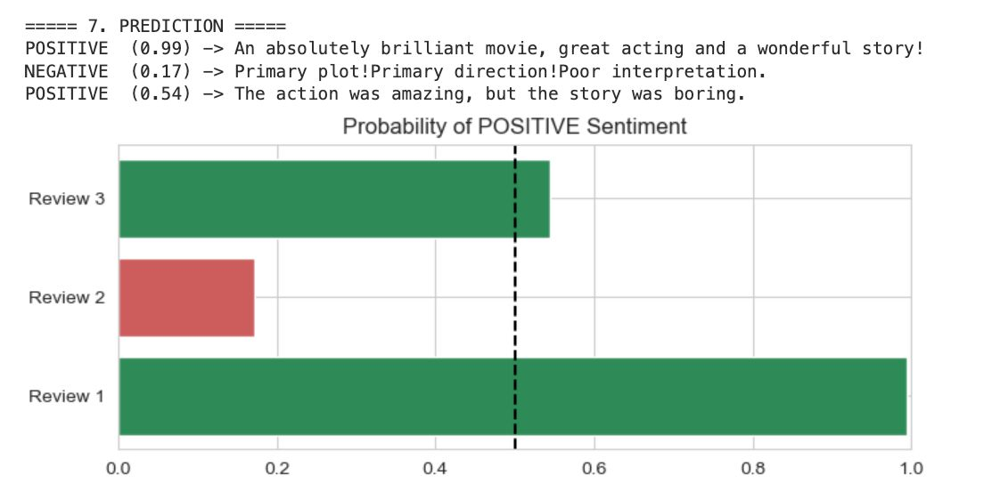 ===== 7. PREDICTION =====
POSITIVE  (0.99) —> An absolutely brilliant movie, great acting and a wonderful story!
NEGATIVE  (0.17) —> Primary plot!Primary direction!Poor interpretation.
POSITIVE  (0.54) —> The action was amazing, but the story was boring.
Probability of POSITIVE Sentiment
Review 3
Review 2
Review 1
0.0 0.2 0.4 0.6 0.8 1.0